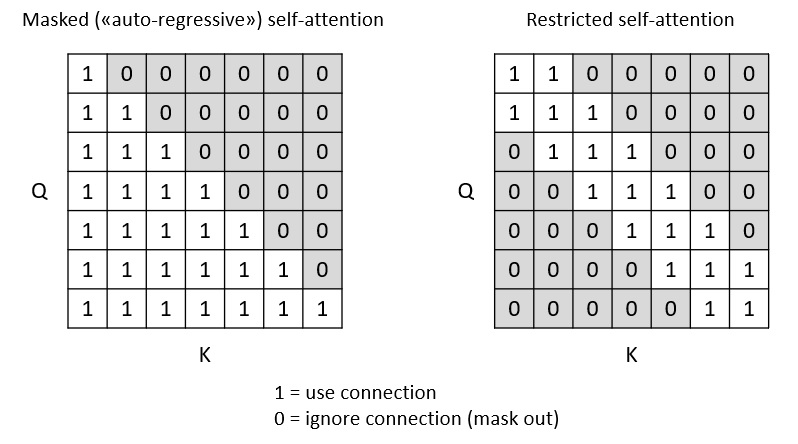 Masked («auto-regressive») self-attention
1 0 0 0 0 0 0
1 1 0 0 0 0 0
1 1 1 0 0 0 0
Q 1 1 1 1 0 0 0
1 1 1 1 1 0 0
1 1 1 1 1 1 0
1 1 1 1 1 1 1
K
Restricted self-attention
1 1 0 0 0 0 0
1 1 1 0 0 0 0
0 1 1 1 0 0 0
Q 0 0 1 1 1 0 0
0 0 0 1 1 1 0
0 0 0 0 1 1 1
0 0 0 0 0 1 1
K
1 = use connection
0 = ignore connection (mask out)